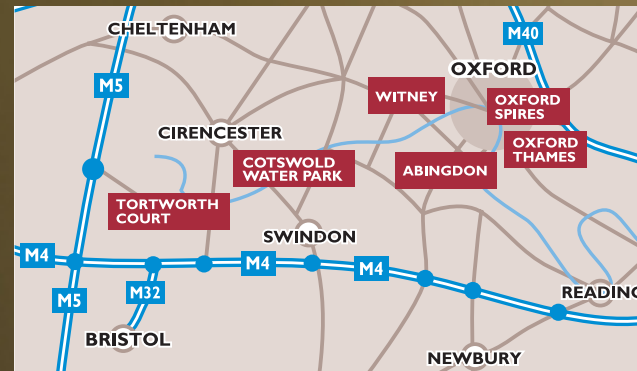 CHELTENHAM
M5
M40
OXFORD
WITNEY
OXFORD
SPIRES
CIRENCESTER
OXFORD
THAMES
COTSWOLD
WATER PARK
ABINGDON
TORTWORTH
COURT
SWINDON
M4
M4
M4
M5
M32
READING
BRISTOL
NEWBURY